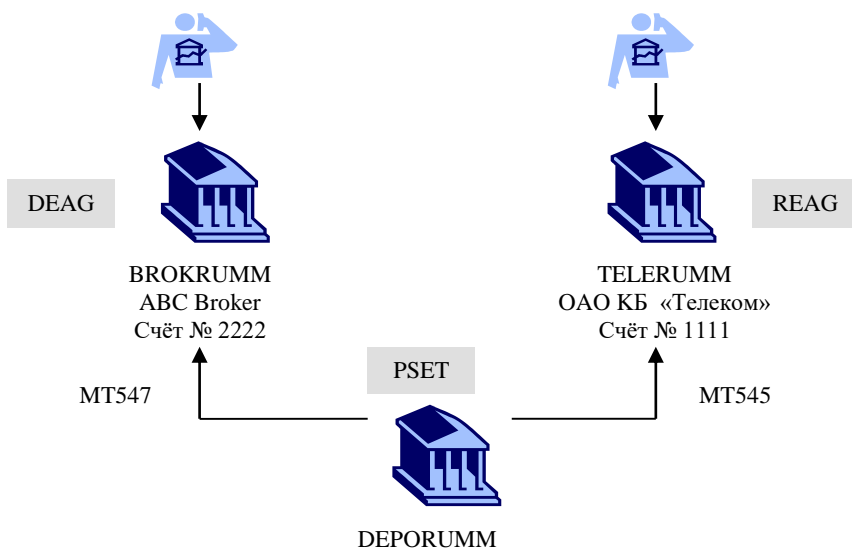 DEAG
REAG
BROKRUMM
ABC Broker
Счёт № 2222
TELERUMM
ОАО КБ «Телеком»
Счёт № 1111
PSET
MT547
MT545
DEPORUMM